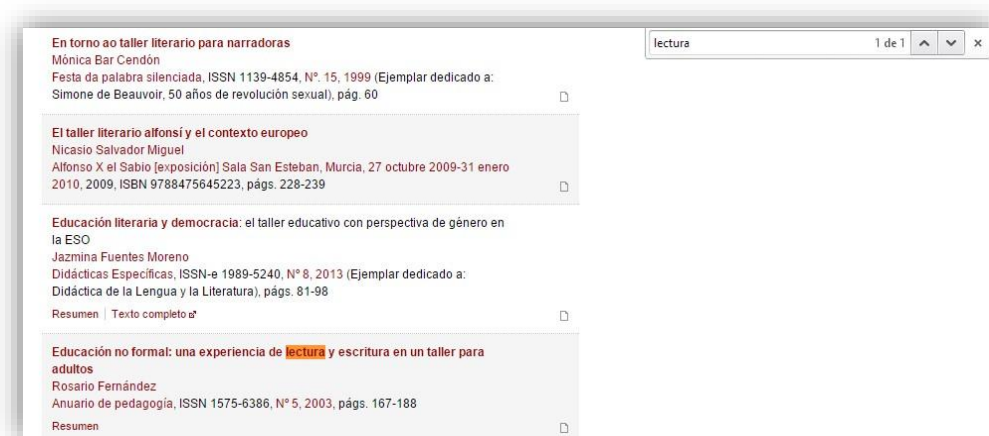 En torno ao taller literario para narradoras
Mónica Bar Cendón
Festa da palabra silenciada, ISSN 1139-4854, Nº. 15, 1999 (Ejemplar dedicado a:
Simone de Beauvoir, 50 años de revolución sexual), pág. 60
El taller literario alfonsí y el contexto europeo
Nicasio Salvador Miguel
Alfonso X el Sabio [exposición] Sala San Esteban, Murcia, 27 octubre 2009-31 enero
2010, 2009, ISBN 9788475645223, págs. 228-239
Educación literaria y democracia: el taller educativo con perspectiva de género en
la ESO
Jazmina Fuentes Moreno
Didácticas Específicas, ISSN-e 1989-5240, Nº 8, 2013 (Ejemplar dedicado a:
Didáctica de la Lengua y la Literatura), págs. 81-98
Resumen | Texto completo
Educación no formal: una experiencia de lectura y escritura en un taller para
adultos
Rosario Fernández
Anuario de pedagogía, ISSN 1575-6386, Nº 5, 2003, págs. 167-188
Resumen
lectura 1 de 1